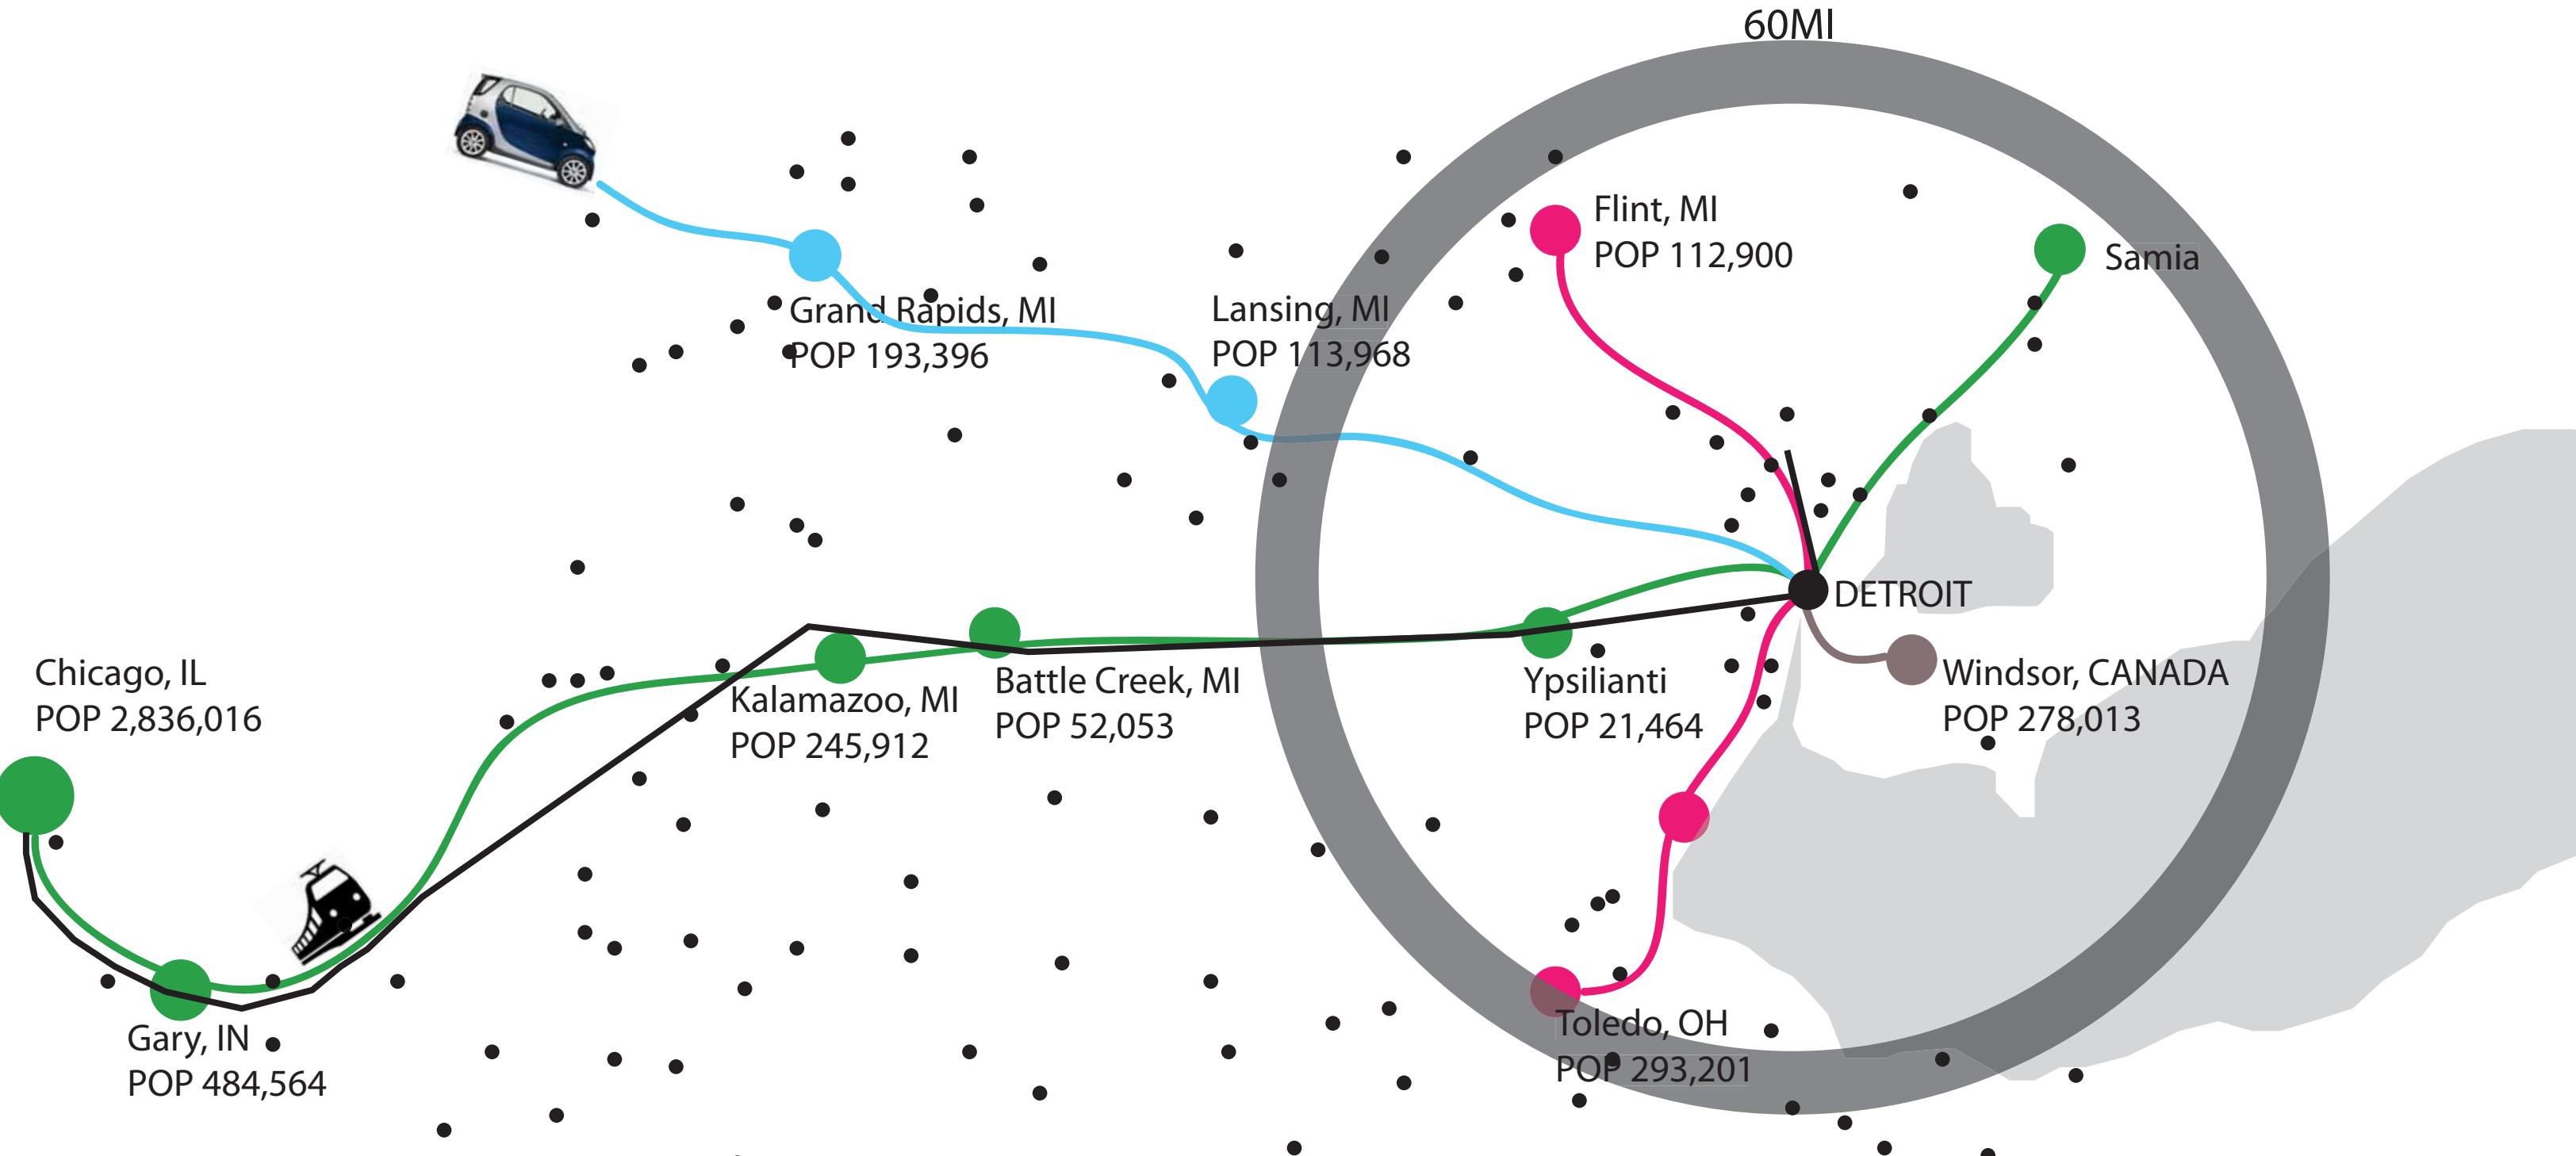 60MI
Flint, MI
POP 112,900
Samia
Grand Rapids, MI
POP 193,396
Lansing, MI
POP 113,968
DETROIT
Chicago, IL
POP 2,836,016
Kalamazoo, MI
POP 245,912
Battle Creek, MI
POP 52,053
Ypsilianti
POP 21,464
Windsor, CANADA
POP 278,013
Gary, IN
POP 484,564
Toledo, OH
POP 293,201